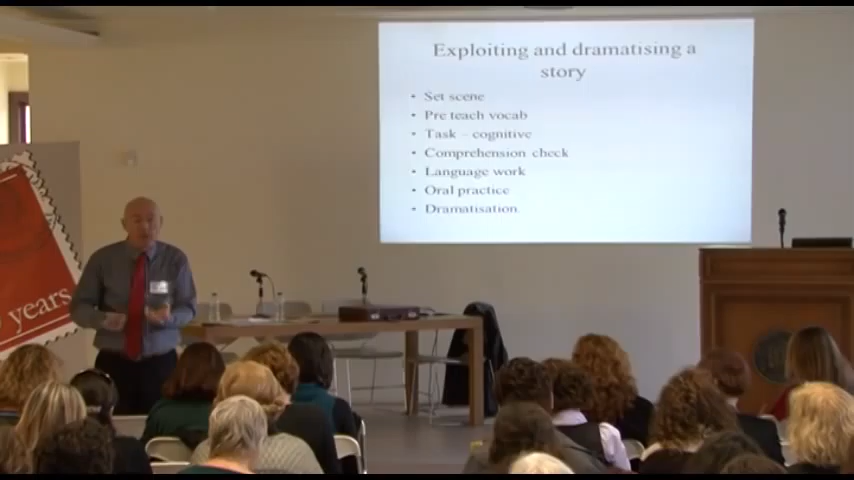 Exploiting and dramatising a
story
• Set scene
• Pre teach vocab
• Task – cognitive
• Comprehension check
• Language work
• Oral practice
• Dramatisation.
years